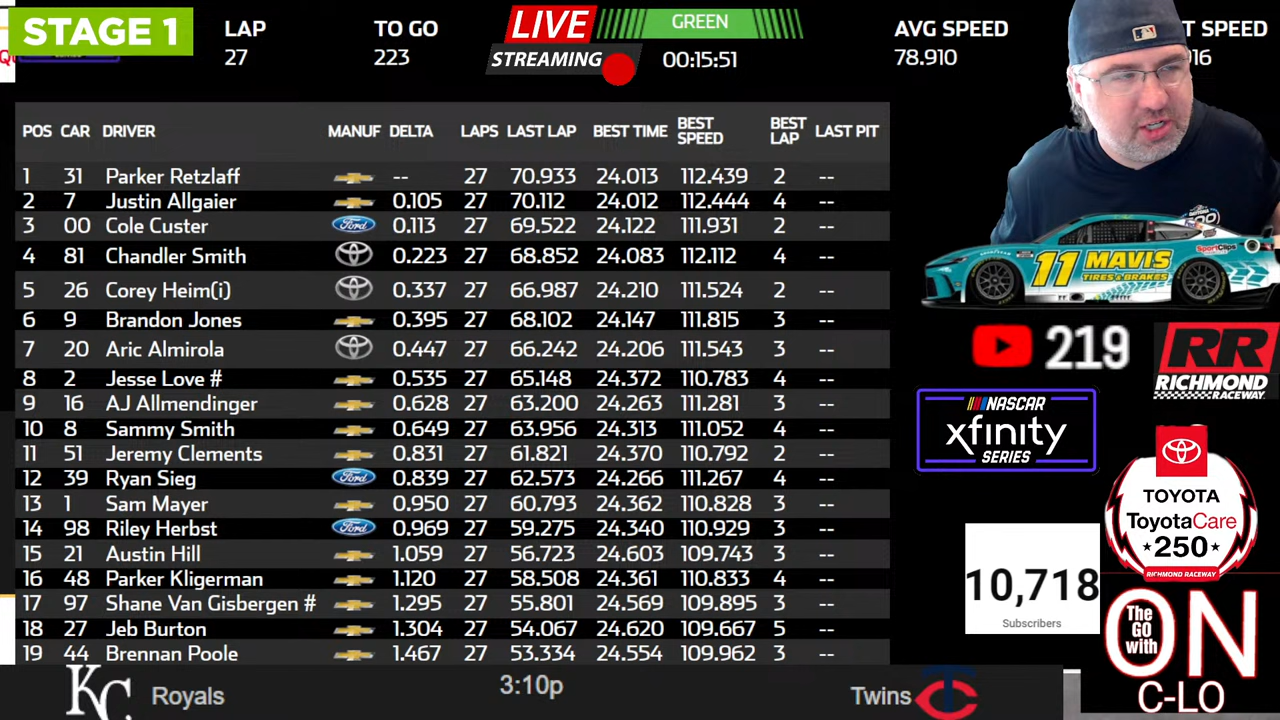 STAGE 1
LAP TO GO GREEN AVG SPEED T SPEED
27 223 00:15:51 78.910 16
LIVE
STREAMING
POS CAR DRIVER MANUF DELTA LAPS LAST LAP BEST TIME BEST SPEED BEST LAP LAST PIT
1 31 Parker Retzlaff -- 27 70.933 24.013 112.439 2 --
2 7 Justin Allgaier 0.105 27 70.112 24.012 112.444 4 --
3 00 Cole Custer Ford 0.113 27 69.522 24.122 111.931 2 --
4 81 Chandler Smith 0.223 27 68.852 24.083 112.112 4 --
5 26 Corey Heim(i) 0.337 27 66.987 24.210 111.524 2 --
6 9 Brandon Jones 0.395 27 68.102 24.147 111.815 3 --
7 20 Aric Almirola 0.447 27 66.242 24.206 111.543 3 --
8 2 Jesse Love # 0.535 27 65.148 24.372 110.783 4 --
9 16 AJ Allmendinger 0.628 27 63.200 24.263 111.281 3 --
10 8 Sammy Smith 0.649 27 63.956 24.313 111.052 4 --
11 51 Jeremy Clements 0.831 27 61.821 24.370 110.792 2 --
12 39 Ryan Sieg Ford 0.839 27 62.573 24.266 111.267 4 --
13 1 Sam Mayer 0.950 27 60.793 24.362 110.828 3 --
14 98 Riley Herbst Ford 0.969 27 59.275 24.340 110.929 3 --
15 21 Austin Hill 1.059 27 56.723 24.603 109.743 3 --
16 48 Parker Kligerman 1.120 27 58.508 24.361 110.833 4 --
17 97 Shane Van Gisbergen # 1.295 27 55.801 24.569 109.895 3 --
18 27 Jeb Burton 1.304 27 54.067 24.620 109.667 5 --
19 44 Brennan Poole 1.467 27 53.334 24.554 109.962 3 --
11 MAVIS
TIRES & BRAKES
SportClips
219
RR
RICHMOND
RACEWAY
NASCAR
xfinity
SERIES
TOYOTA
ToyotaCare
250
RICHMOND RACEWAY
10,718
Subscribers
The GO with ON
C-LO
KC Royals 3:10p Twins C